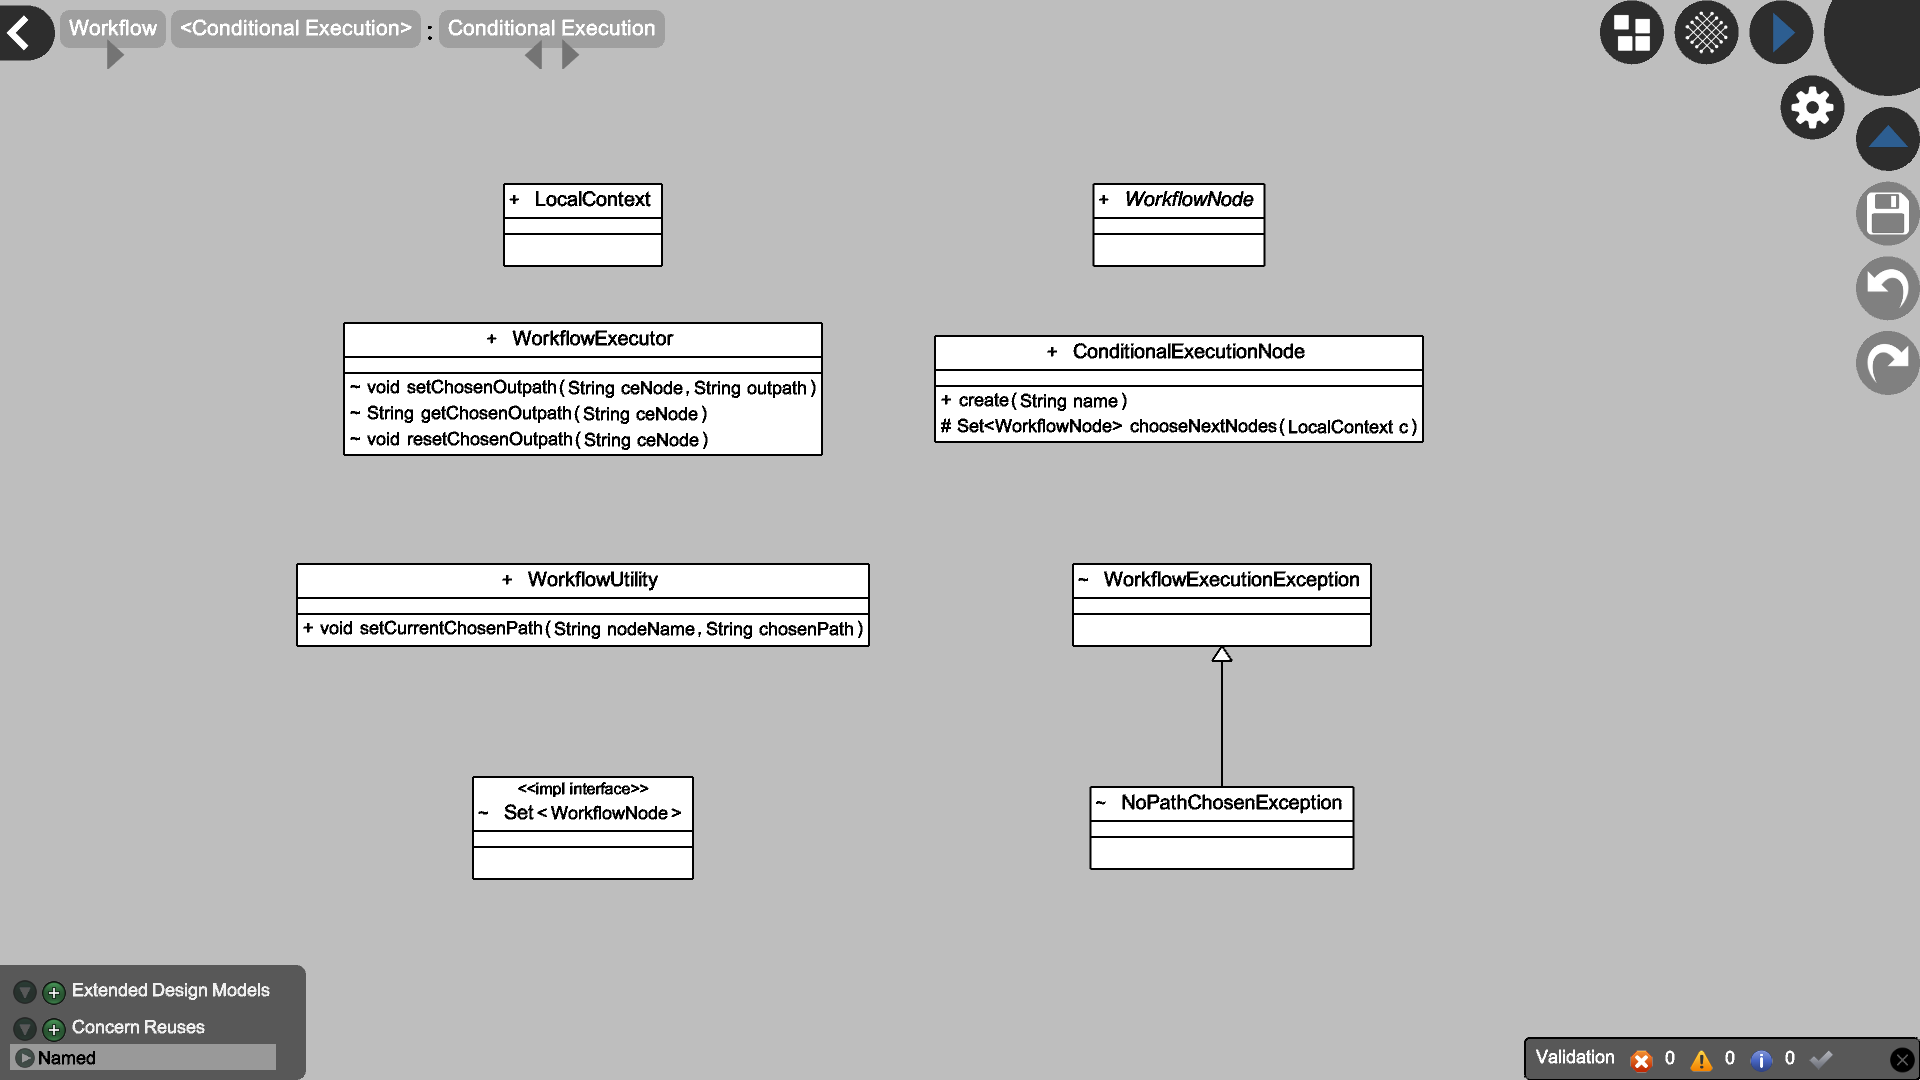 Workflow <Conditional Execution> : Conditional Execution
+ LocalContext
+ WorkflowNode
+ WorkflowExecutor
~ void setChosenOutpath(String ceNode, String outpath)
~ String getChosenOutpath(String ceNode)
~ void resetChosenOutpath(String ceNode)
+ ConditionalExecutionNode
+ create(String name)
# Set<WorkflowNode> chooseNextNodes(LocalContext c)
+ WorkflowUtility
+ void setCurrentChosenPath(String nodeName, String chosenPath)
~ WorkflowExecutionException
<<impl interface>>
~ Set<WorkflowNode>
~ NoPathChosenException
Extended Design Models
Concern Reuses
Named
Validation 0 0 0